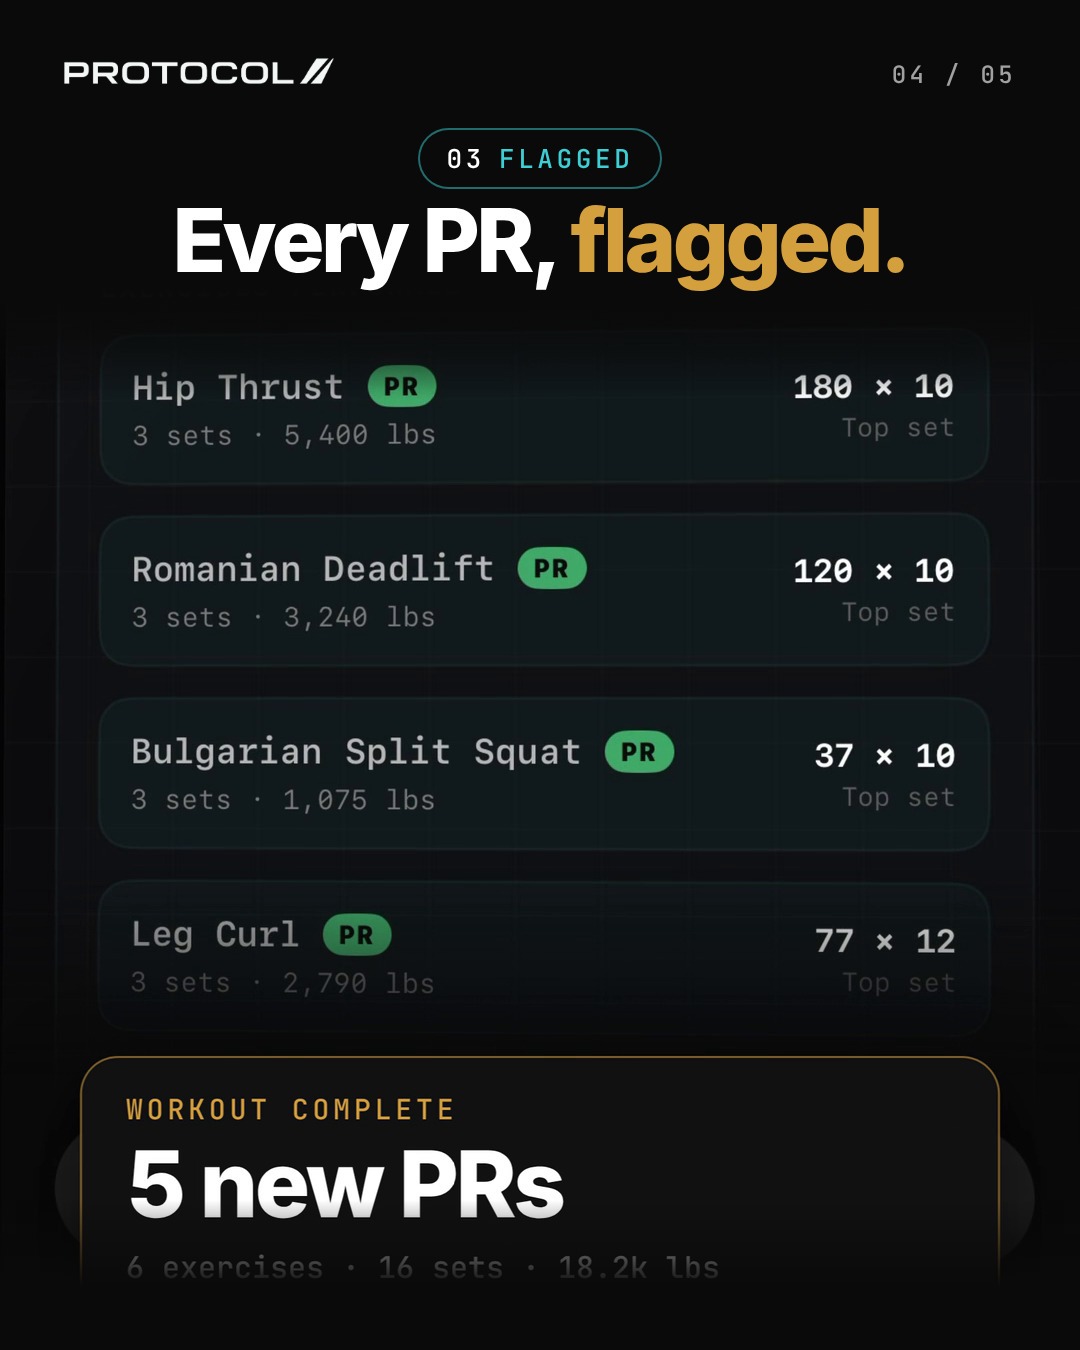 PROTOCOL
04 / 05
03 FLAGGED
Every PR, flagged.
Hip Thrust PR
180 × 10
3 sets · 5,400 lbs
Top set
Romanian Deadlift PR
120 × 10
3 sets · 3,240 lbs
Top set
Bulgarian Split Squat PR
37 × 10
3 sets · 1,075 lbs
Top set
Leg Curl PR
77 × 12
3 sets · 2,790 lbs
Top set
WORKOUT COMPLETE
5 new PRs
6 exercises · 16 sets · 18.2k lbs